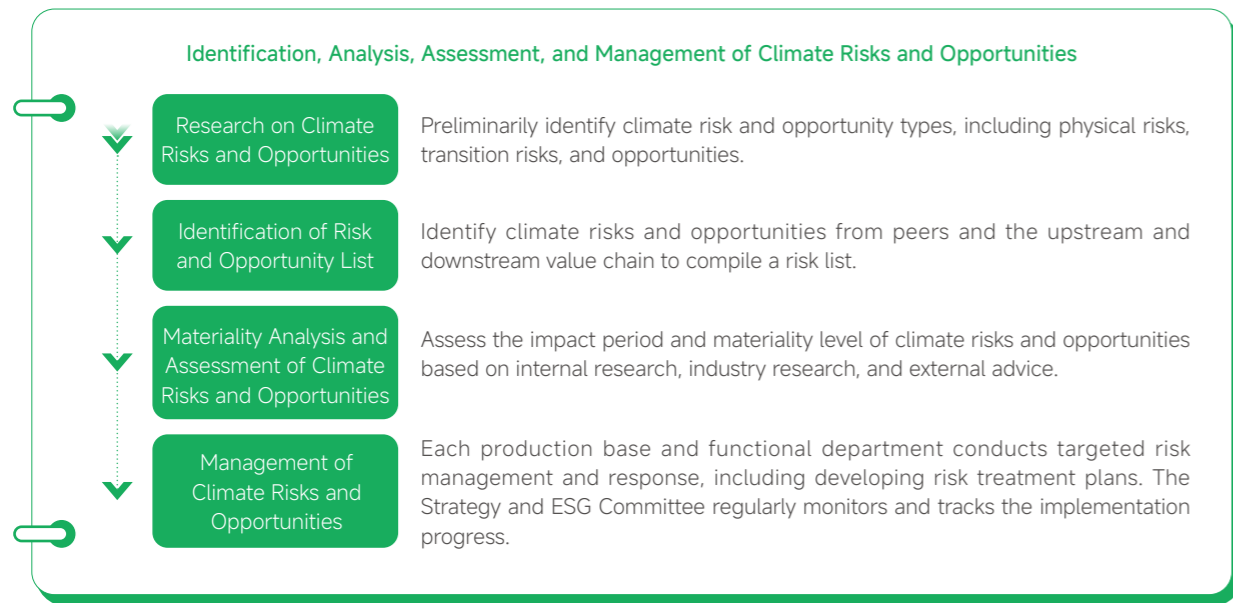 Identification, Analysis, Assessment, and Management of Climate Risks and Opportunities
Research on Climate
Risks and Opportunities
Preliminarily identify climate risk and opportunity types, including physical risks,
transition risks, and opportunities.
Identification of Risk
and Opportunity List
Identify climate risks and opportunities from peers and the upstream and
downstream value chain to compile a risk list.
Materiality Analysis and
Assessment of Climate
Risks and Opportunities
Assess the impact period and materiality level of climate risks and opportunities
based on internal research, industry research, and external advice.
Management of
Climate Risks and
Opportunities
Each production base and functional department conducts targeted risk
management and response, including developing risk treatment plans. The
Strategy and ESG Committee regularly monitors and tracks the implementation
progress.